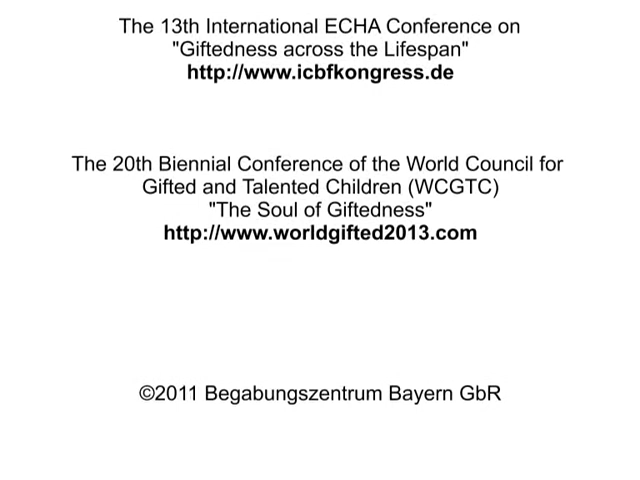 The 13th International ECHA Conference on
"Giftedness across the Lifespan"
http://www.icbfkongress.de
The 20th Biennial Conference of the World Council for
Gifted and Talented Children (WCGTC)
"The Soul of Giftedness"
http://www.worldgifted2013.com
©2011 Begabungszentrum Bayern GbR